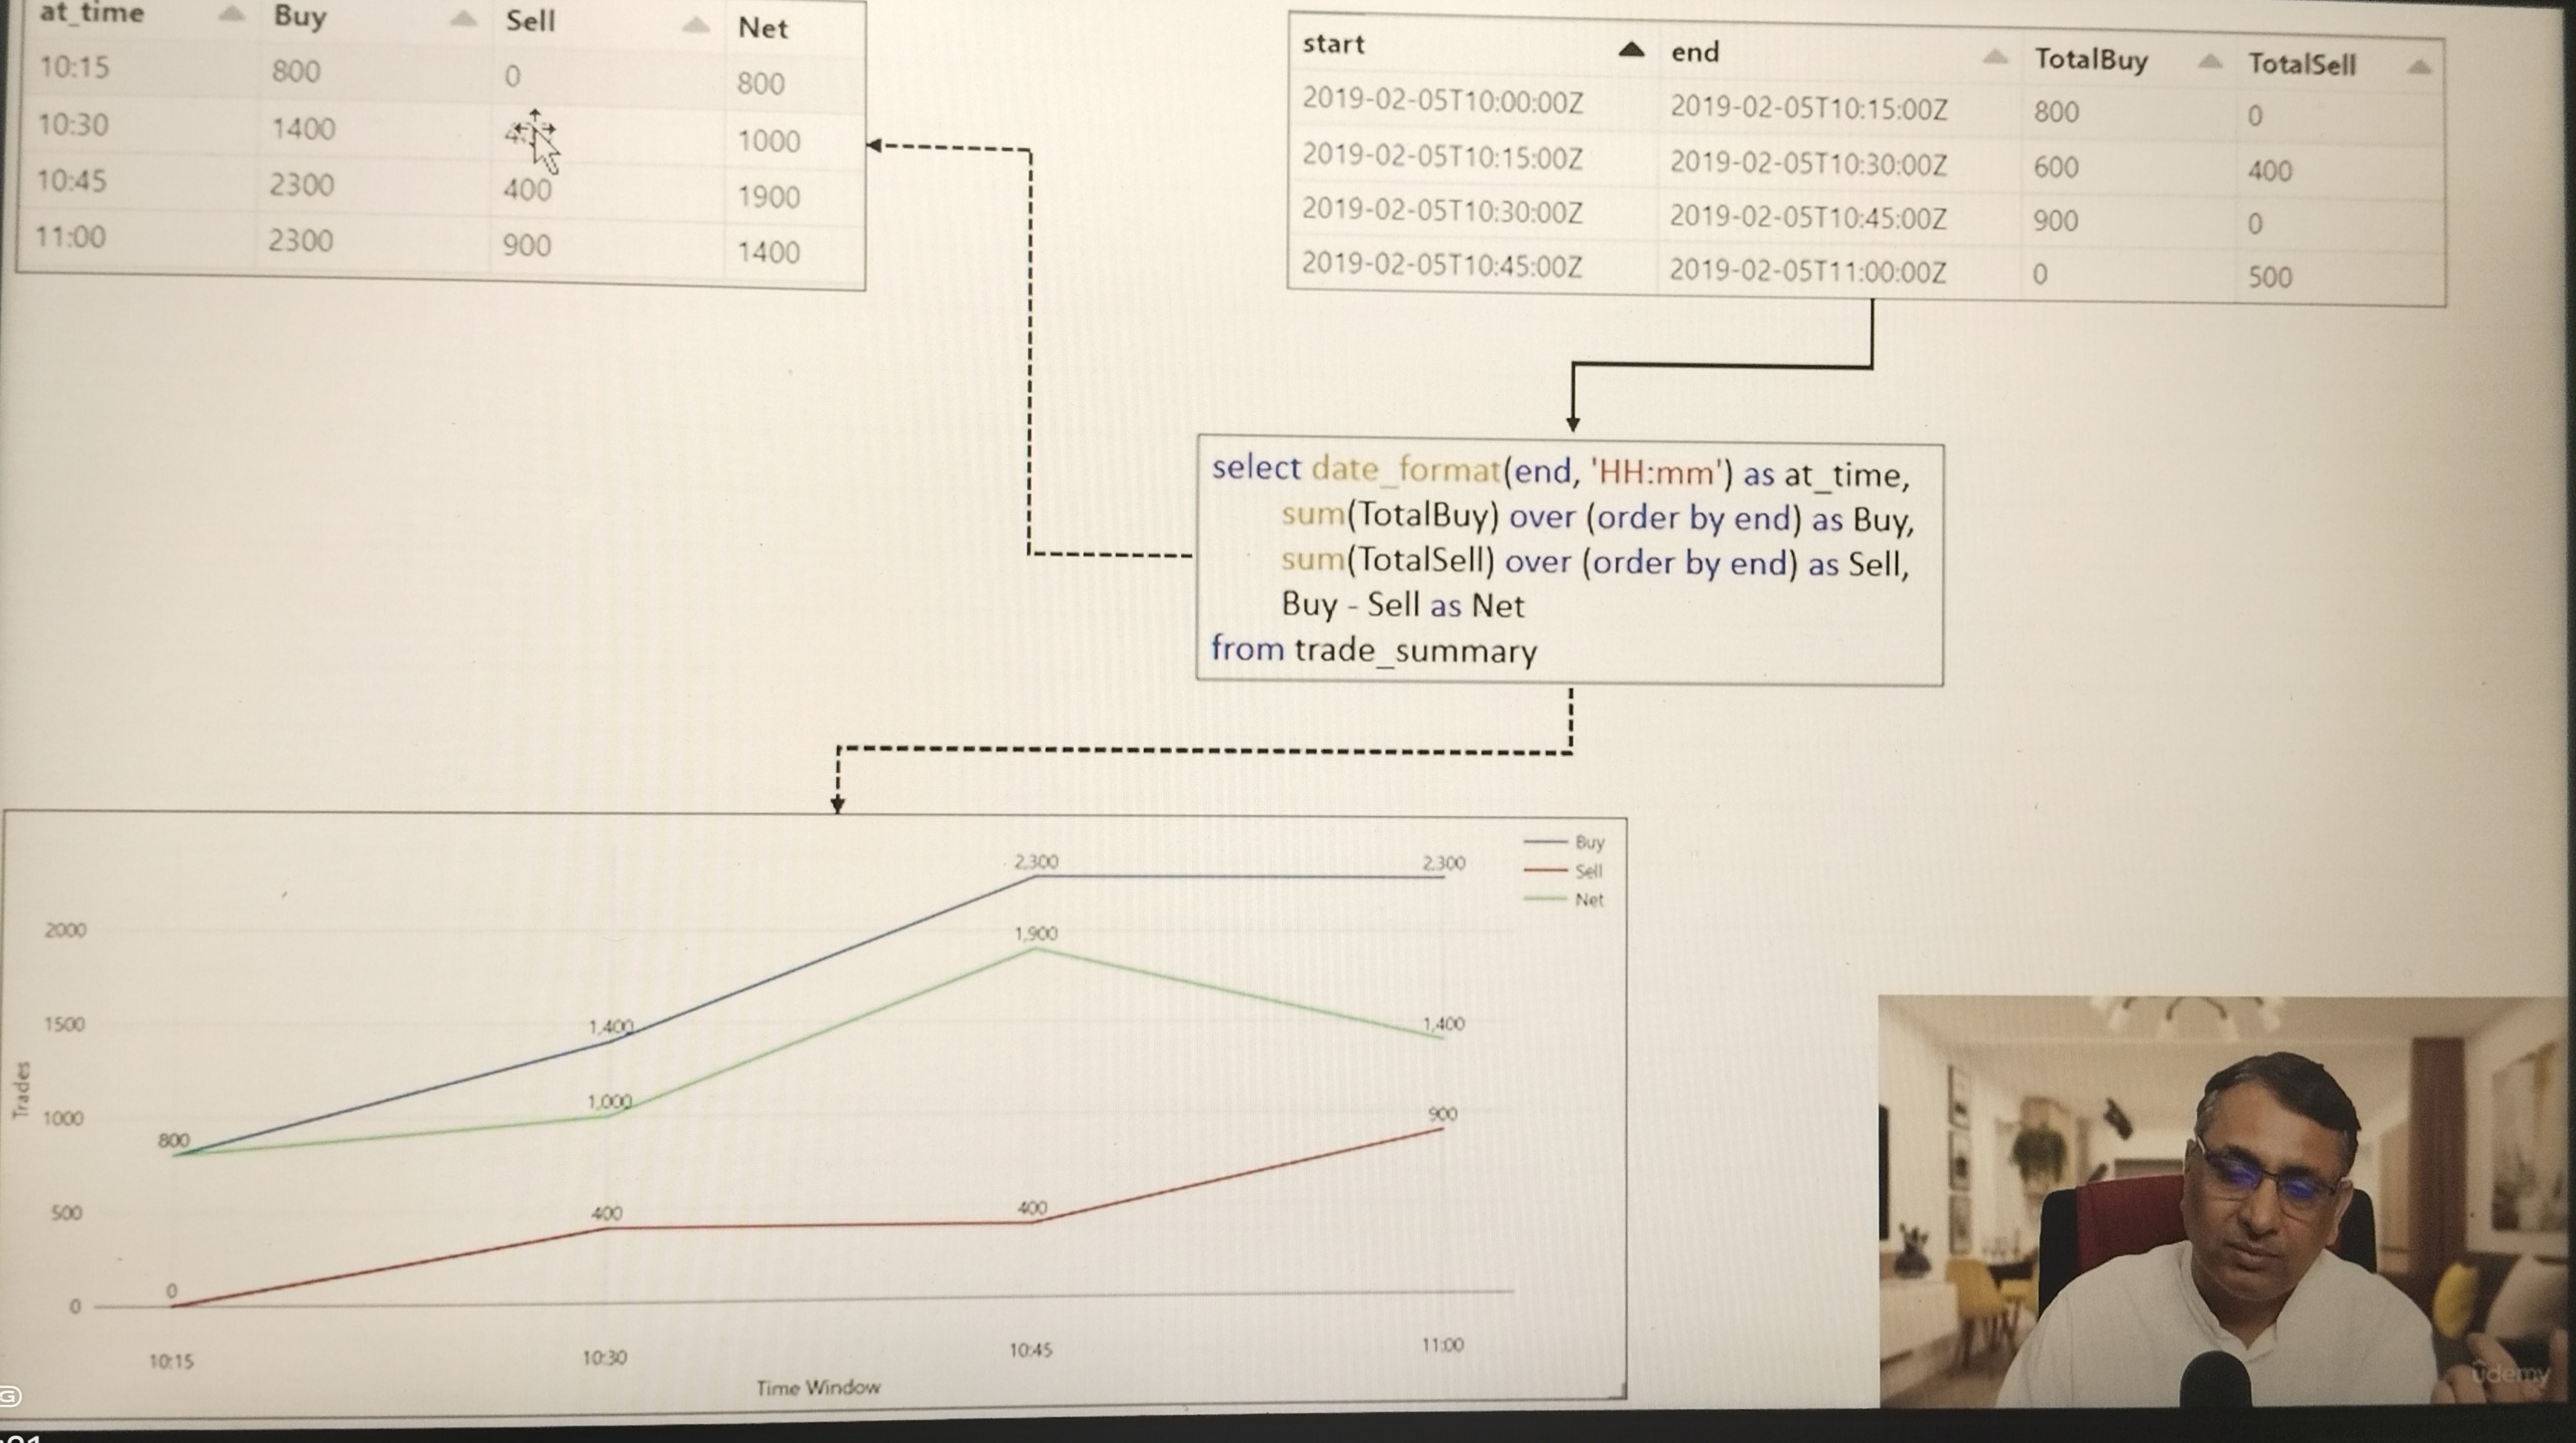 at_time Buy Sell Net
10:15 800 0 800
10:30 1400 1000
10:45 2300 400 1900
11:00 2300 900 1400
start end TotalBuy TotalSell
2019-02-05T10:00:00Z 2019-02-05T10:15:00Z 800 0
2019-02-05T10:15:00Z 2019-02-05T10:30:00Z 600 400
2019-02-05T10:30:00Z 2019-02-05T10:45:00Z 900 0
2019-02-05T10:45:00Z 2019-02-05T11:00:00Z 0 500
select date_format(end, 'HH:mm') as at_time,
sum(TotalBuy) over (order by end) as Buy,
sum(TotalSell) over (order by end) as Sell,
Buy - Sell as Net
from trade_summary
Buy
Sell
Net
2,300 2,300
2000
1,900
1500
1,400 1,400
Trades
1000
1,000
900
800
500
400 400
0
0
10:15 10:30 10:45 11:00
Time Window
udemy